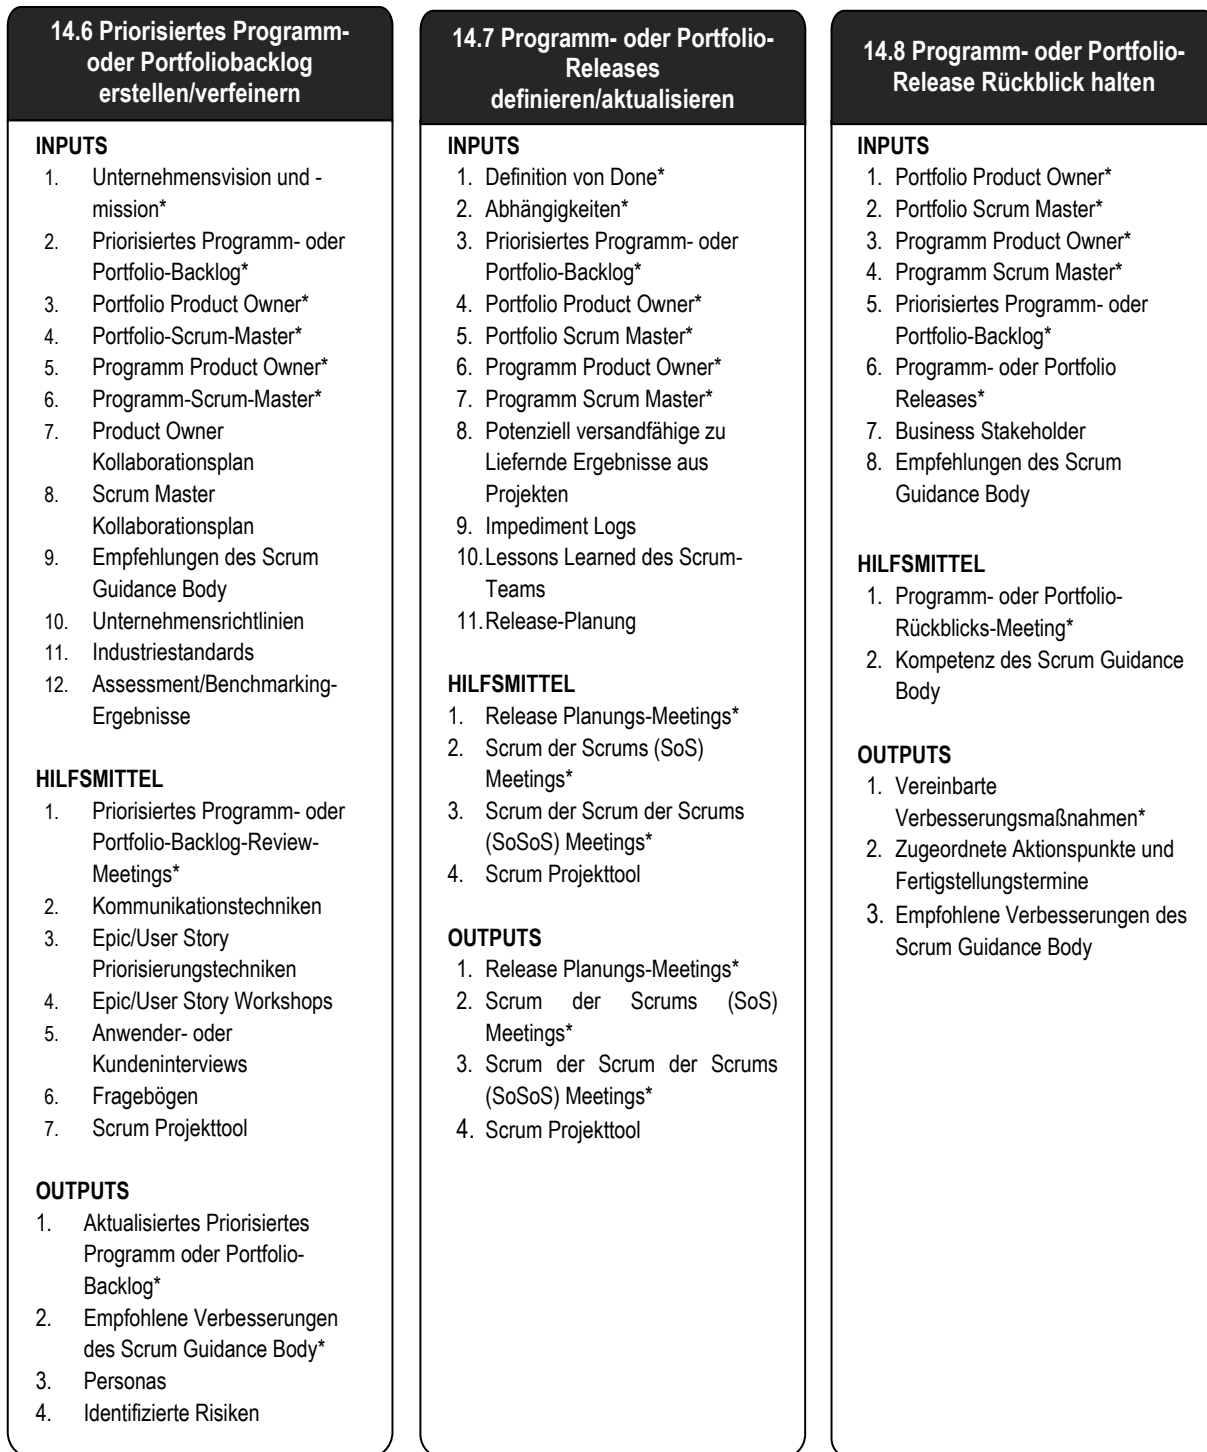 14.6 Priorisiertes Programm-
oder Portfoliobacklog
erstellen/verfeinern
INPUTS
1. Unternehmensvision und -
mission*
2. Priorisiertes Programm- oder
Portfolio-Backlog*
3. Portfolio Product Owner*
4. Portfolio-Scrum-Master*
5. Programm Product Owner*
6. Programm-Scrum-Master*
7. Product Owner
Kollaborationsplan
8. Scrum Master
Kollaborationsplan
9. Empfehlungen des Scrum
Guidance Body
10. Unternehmensrichtlinien
11. Industriestandards
12. Assessment/Benchmarking-
Ergebnisse
HILFSMITTEL
1. Priorisiertes Programm- oder
Portfolio-Backlog-Review-
Meetings*
2. Kommunikationstechniken
3. Epic/User Story
Priorisierungstechniken
4. Epic/User Story Workshops
5. Anwender- oder
Kundeninterviews
6. Fragebögen
7. Scrum Projekttool
OUTPUTS
1. Aktualisiertes Priorisiertes
Programm oder Portfolio-
Backlog*
2. Empfohlene Verbesserungen
des Scrum Guidance Body*
3. Personas
4. Identifizierte Risiken
14.7 Programm- oder Portfolio-
Releases
definieren/aktualisieren
INPUTS
1. Definition von Done*
2. Abhängigkeiten*
3. Priorisiertes Programm- oder
Portfolio-Backlog*
4. Portfolio Product Owner*
5. Portfolio Scrum Master*
6. Programm Product Owner*
7. Programm Scrum Master*
8. Potenziell versandfähige zu
Liefernde Ergebnisse aus
Projekten
9. Impediment Logs
10. Lessons Learned des Scrum-
Teams
11. Release-Planung
HILFSMITTEL
1. Release Planungs-Meetings*
2. Scrum der Scrums (SoS)
Meetings*
3. Scrum der Scrum der Scrums
(SoSoS) Meetings*
4. Scrum Projekttool
OUTPUTS
1. Release Planungs-Meetings*
2. Scrum der Scrums (SoS)
Meetings*
3. Scrum der Scrum der Scrums
(SoSoS) Meetings*
4. Scrum Projekttool
14.8 Programm- oder Portfolio-
Release Rückblick halten
INPUTS
1. Portfolio Product Owner*
2. Portfolio Scrum Master*
3. Programm Product Owner*
4. Programm Scrum Master*
5. Priorisiertes Programm- oder
Portfolio-Backlog*
6. Programm- oder Portfolio
Releases*
7. Business Stakeholder
8. Empfehlungen des Scrum
Guidance Body
HILFSMITTEL
1. Programm- oder Portfolio-
Rückblicks-Meeting*
2. Kompetenz des Scrum Guidance
Body
OUTPUTS
1. Vereinbarte
Verbesserungsmaßnahmen*
2. Zugeordnete Aktionspunkte und
Fertigstellungstermine
3. Empfohlene Verbesserungen des
Scrum Guidance Body